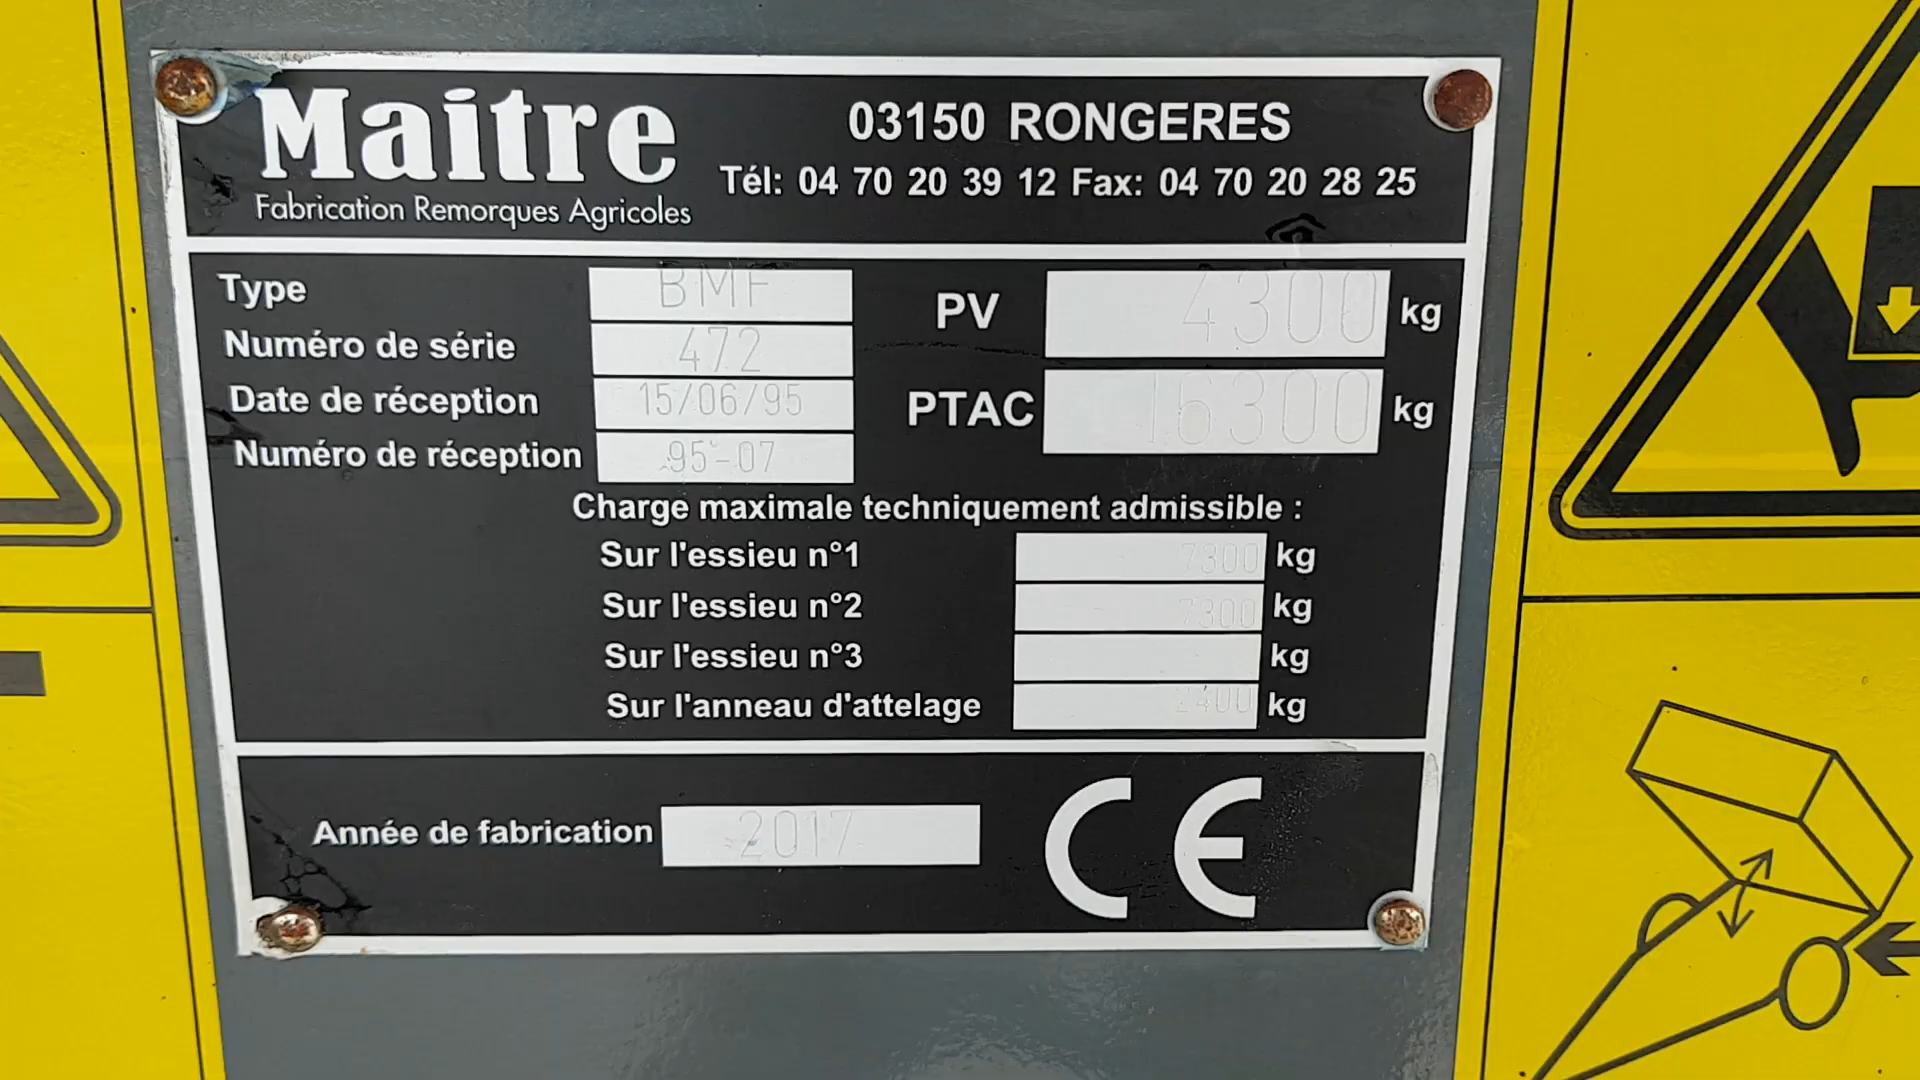 Maitre
Fabrication Remorques Agricoles
03150 RONGERES
Tél: 04 70 20 39 12 Fax: 04 70 20 28 25
Type BMF
Numéro de série 472
Date de réception 15/06/95
Numéro de réception 95-07
PV 4300 kg
PTAC 16300 kg
Charge maximale techniquement admissible :
Sur l'essieu n°1 7300 kg
Sur l'essieu n°2 7300 kg
Sur l'essieu n°3 kg
Sur l'anneau d'attelage 2400 kg
Année de fabrication 2017
CE